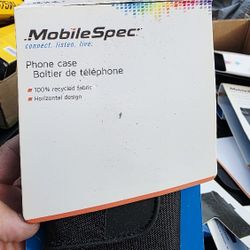 MobileSpec
connect. listen. live.
Phone case
Boîtier de téléphone
100% recycled fabric
Horizontal design